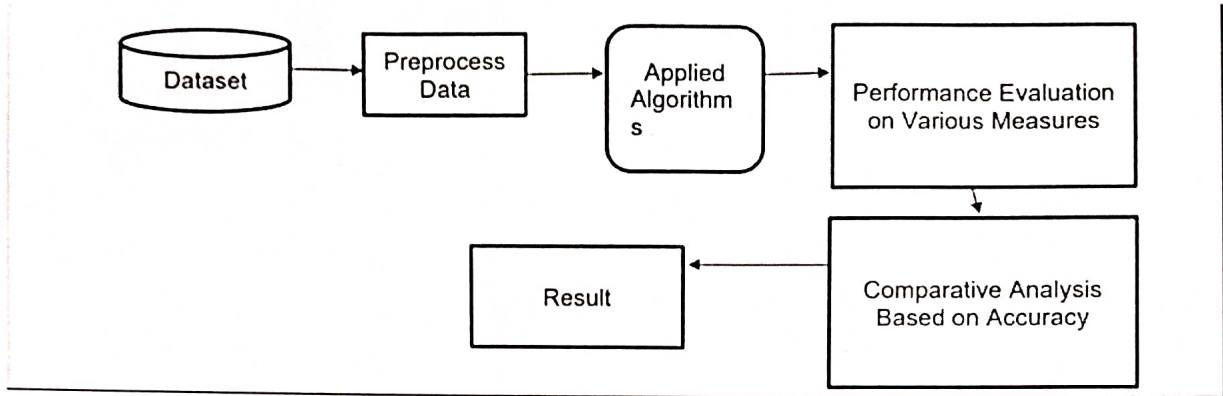 Dataset
Preprocess
Data
Applied
Algorithm
s
Performance Evaluation
on Various Measures
Comparative Analysis
Based on Accuracy
Result